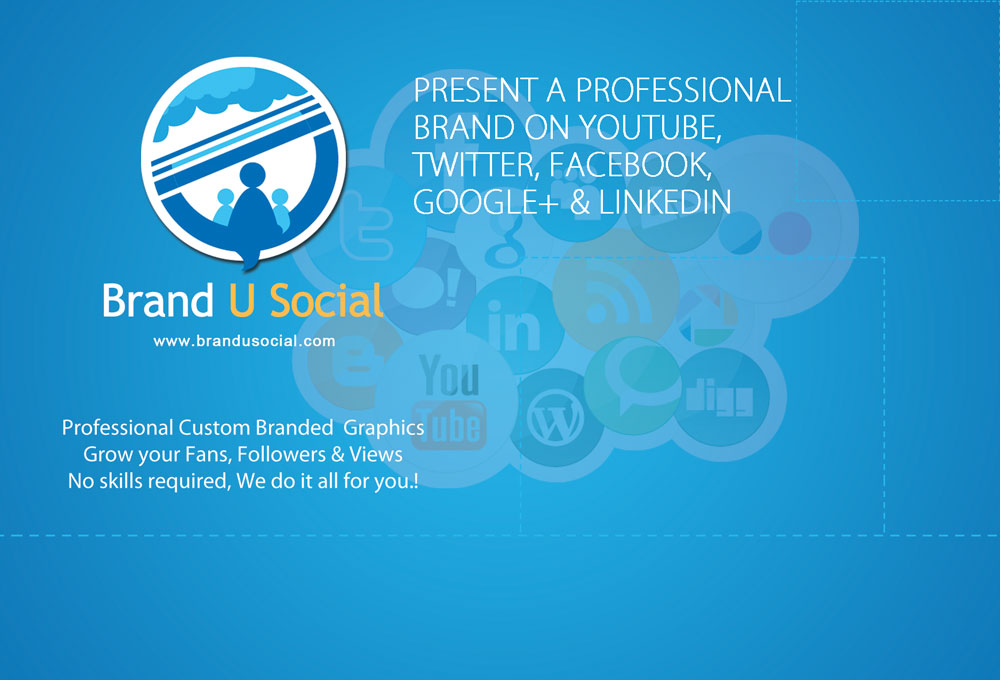 PRESENT A PROFESSIONAL
BRAND ON YOUTUBE,
TWITTER, FACEBOOK,
GOOGLE+ & LINKEDIN
Brand U Social
www.brandusocial.com
Professional Custom Branded Graphics
Grow your Fans, Followers & Views
No skills required, We do it all for you.!
t
g
!
in
B
You
Tube
W
digg